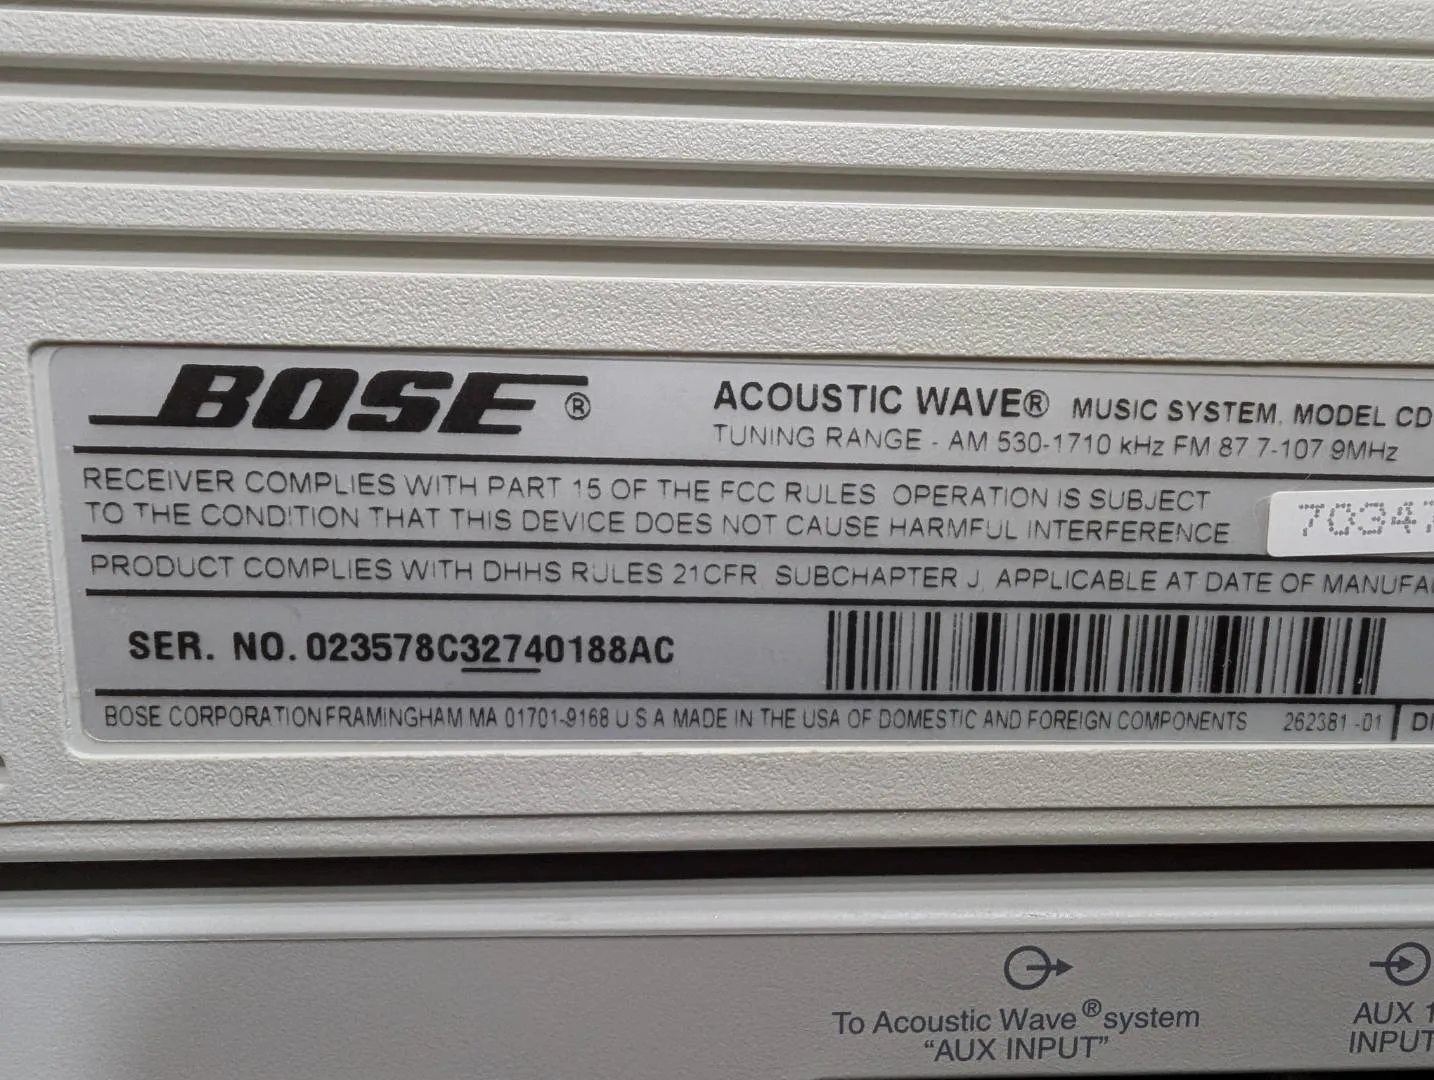 BOSE®
ACOUSTIC WAVE® MUSIC SYSTEM, MODEL CD
TUNING RANGE - AM 530-1710 kHz FM 87 7-107 9MHz
RECEIVER COMPLIES WITH PART 15 OF THE FCC RULES OPERATION IS SUBJECT
TO THE CONDITION THAT THIS DEVICE DOES NOT CAUSE HARMFUL INTERFERENCE
70347
PRODUCT COMPLIES WITH DHHS RULES 21CFR SUBCHAPTER J, APPLICABLE AT DATE OF MANUFA
SER. NO. 023578C32740188AC
BOSE CORPORATION FRAMINGHAM MA 01701-9168 U S A MADE IN THE USA OF DOMESTIC AND FOREIGN COMPONENTS 262381 -01
To Acoustic Wave® system
"AUX INPUT"
AUX 1
INPUT